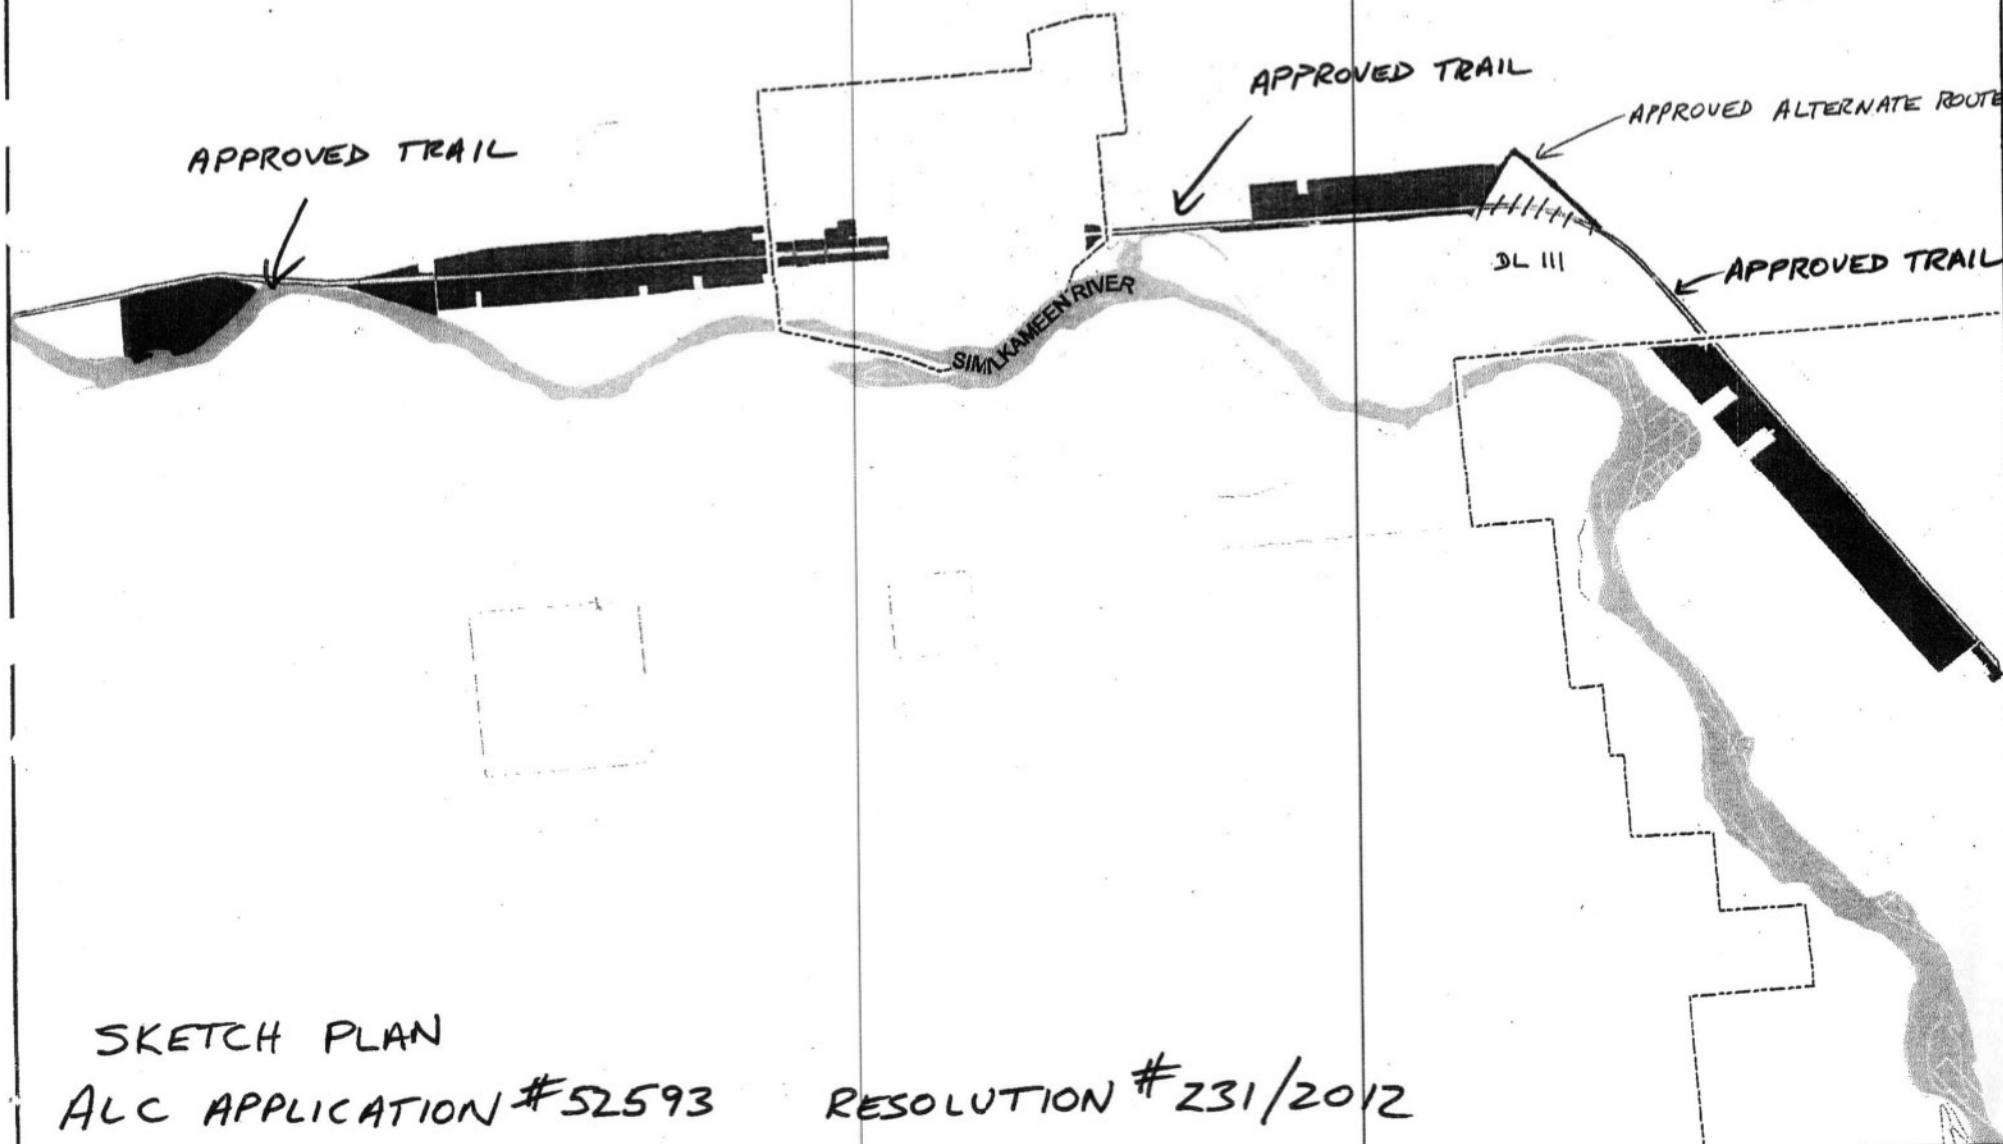 APPROVED TRAIL
APPROVED ALTERNATE ROUTE
APPROVED TRAIL
DL 111
APPROVED TRAIL
SIMILKAMEEN RIVER
SKETCH PLAN
ALC APPLICATION #52593 RESOLUTION #231/2012